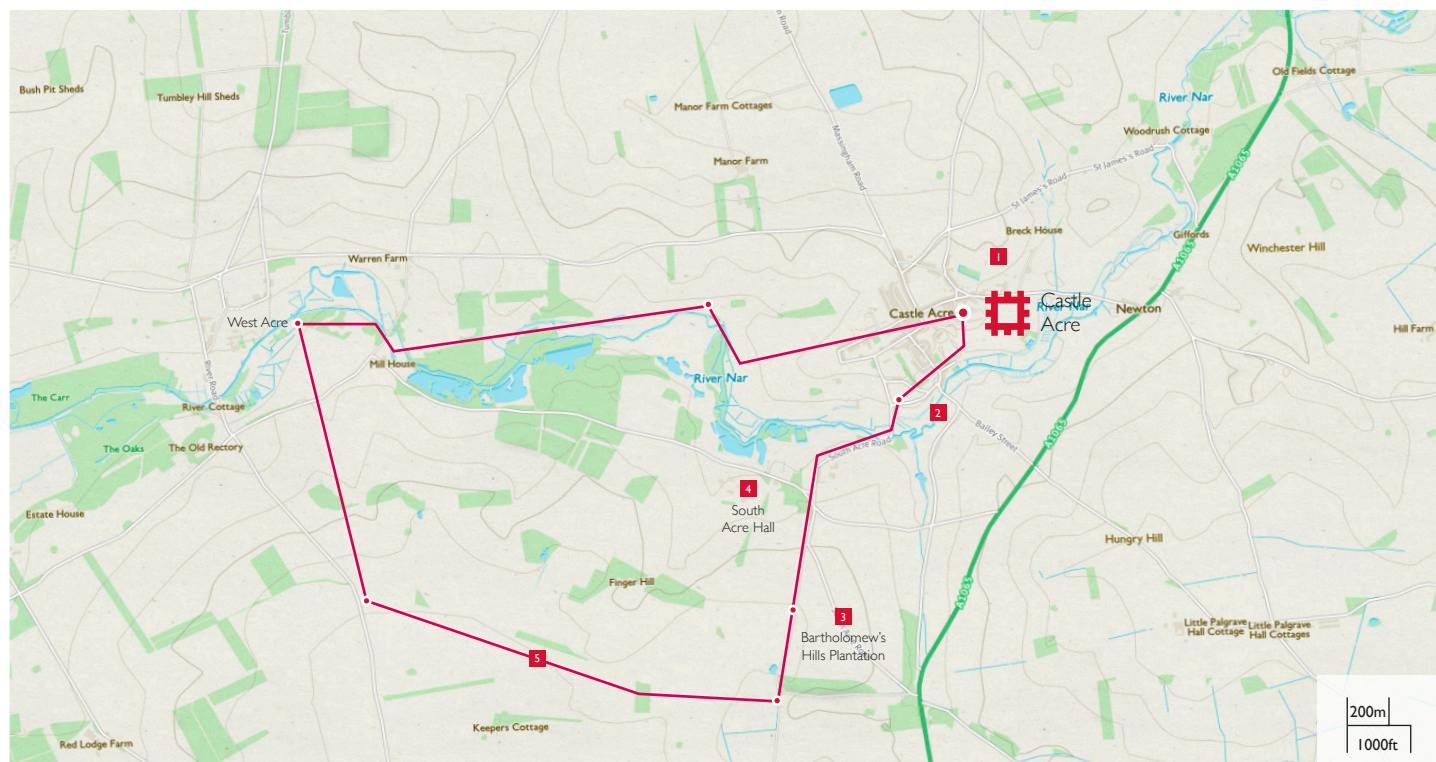 Old Fields Cottage
Bush Pit Sheds
Tumbley Hill Sheds
River Nar
Manor Farm Cottages
Woodrush Cottage
Massingham Road
St James's Road
A1065
Manor Farm
St James's Road
Breck House
Giffords
Winchester Hill
A1065
1
Warren Farm
Castle
Acre
River Nar
Newton
Castle Acre
West Acre
Hill Farm
Mill House
River Road
River Nar
The Carr
River Cottage
2
Bailey Street
A1065
The Oaks
The Old Rectory
South Acre Road
4
South
Acre Hall
Estate House
Hungry Hill
Finger Hill
A1065
3
Bartholomew's
Hills Plantation
Little Palgrave
Hall Cottage
Little Palgrave
Hall Cottages
5
Keepers Cottage
Red Lodge Farm
200m
1000ft